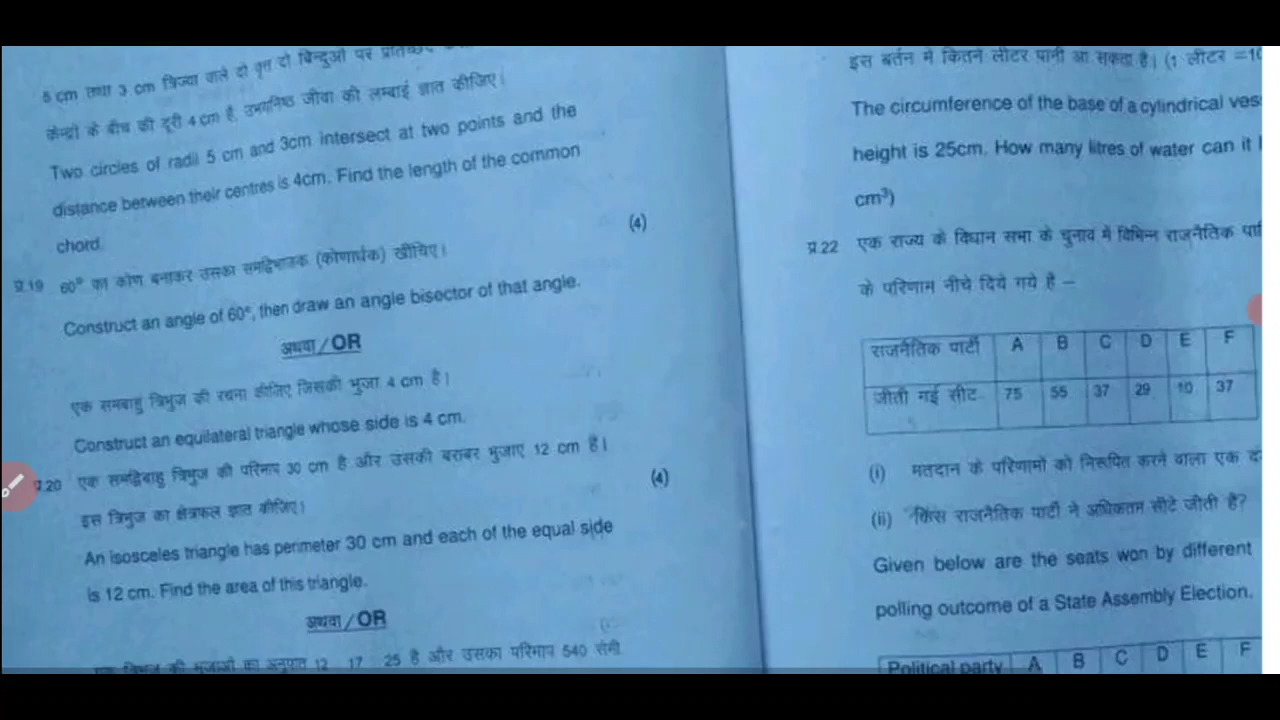 5 cm तथा 3 cm त्रिज्या वाले दो वृत्त दो बिन्दुओं पर
केन्द्रों के बीच की दूरी 4 cm है, उभयनिष्ठ जीवा की लम्बाई ज्ञात कीजिए।
Two circles of radii 5 cm and 3cm intersect at two points and the
distance between their centres is 4cm. Find the length of the common
chord.
(4)
प्र.19 60° का कोण बनाकर उसका समद्विभाजक (कोणार्धक) खींचिए।
Construct an angle of 60°, then draw an angle bisector of that angle.
अथवा/OR
एक समबाहु त्रिभुज की रचना कीजिए जिसकी भुजा 4 cm है।
Construct an equilateral triangle whose side is 4 cm.
प्र.20 एक समद्विबाहु त्रिभुज की परिमाप 30 cm है और उसकी बराबर भुजाए 12 cm है।
(4)
इस त्रिभुज का क्षेत्रफल ज्ञात कीजिए।
An isosceles triangle has perimeter 30 cm and each of the equal side
is 12 cm. Find the area of this triangle.
अथवा/OR
एक त्रिभुज की भुजाओं का अनुपात 12 17 25 है और उसका परिमाप 540 सेमी
इस बर्तन में कितने लीटर पानी आ सकता है। (1 लीटर =
The circumference of the base of a cylindrical
height is 25cm. How many litres of water can it
cm³)
प्र.22 एक राज्य के विधान सभा के चुनाव में विभिन्न राजनैतिक
के परिणाम नीचे दिये गये है –
राजनैतिक पार्टी A B C D E F
जीती गई सीट 75 55 37 29 10 37
(i) मतदान के परिणामों को निरूपित करने वाला एक
(ii) किस राजनैतिक पार्टी ने अधिकतम सीटे जीती है?
Given below are the seats won by different
polling outcome of a State Assembly Election.
Political party A B C D E F